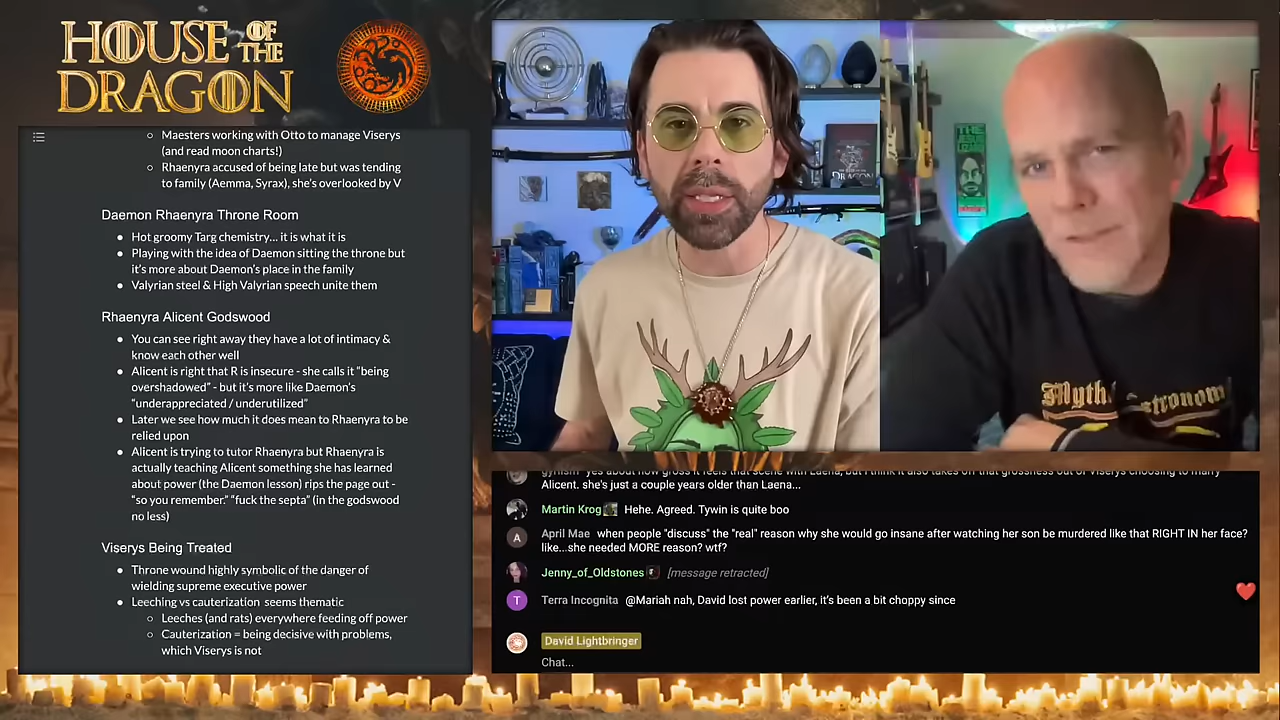 HOUSE OF THE DRAGON
Maesters working with Otto to manage Viserys
(and read moon charts!)
Rhaenyra accused of being late but was tending
to family (Aemma, Syrax), she's overlooked by V
Daemon Rhaenyra Throne Room
Hot groomy Targ chemistry... it is what it is
Playing with the idea of Daemon sitting the throne but
it's more about Daemon's place in the family
Valyrian steel & High Valyrian speech unite them
Rhaenyra Alicent Godswood
You can see right away they have a lot of intimacy &
know each other well
Alicent is right that R is insecure - she calls it "being
overshadowed" - but it's more like Daemon's
"underappreciated / underutilized"
Later we see how much it does mean to Rhaenyra to be
relied upon
Alicent is trying to tutor Rhaenyra but Rhaenyra is
actually teaching Alicent something she has learned
about power (the Daemon lesson) rips the page out -
"so you remember." "fuck the septa" (in the godswood
no less)
Viserys Being Treated
Throne wound highly symbolic of the danger of
wielding supreme executive power
Leeching vs cauterization seems thematic
Leeches (and rats) everywhere feeding off power
Cauterization = being decisive with problems,
which Viserys is not
DRAGON
THE
Alicent. she's just a couple years older than Laena...
Martin Krog Hehe. Agreed. Tywin is quite boo
April Mae when people "discuss" the "real" reason why she would go insane after watching her son be murdered like that RIGHT IN her face?
like...she needed MORE reason? wtf?
Jenny_of_Oldstones [message retracted]
T Terra Incognita @Mariah nah, David lost power earlier, it's been a bit choppy since
David Lightbringer
Chat...